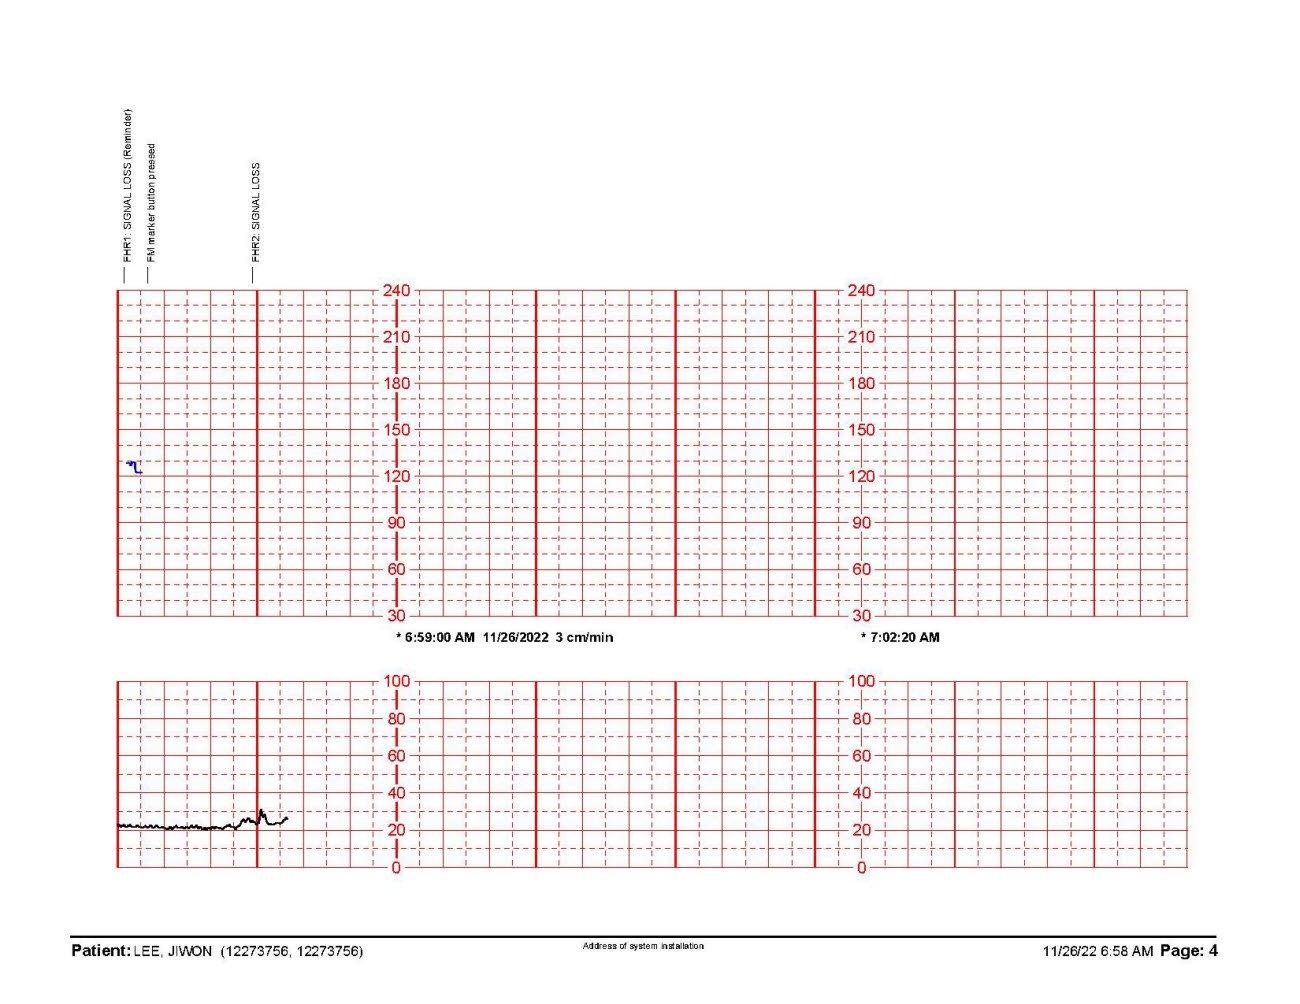 FHR1: SIGNAL LOSS (Reminder)
FM marker button pressed
FHR2: SIGNAL LOSS
240 240
210 210
180 180
150 150
120 120
90 90
60 60
30 30
* 6:59:00 AM 11/26/2022 3 cm/min * 7:02:20 AM
100 100
80 80
60 60
40 40
20 20
0 0
Patient: LEE, JIWON (12273756, 12273756) Address of system installation 11/26/22 6:58 AM Page: 4